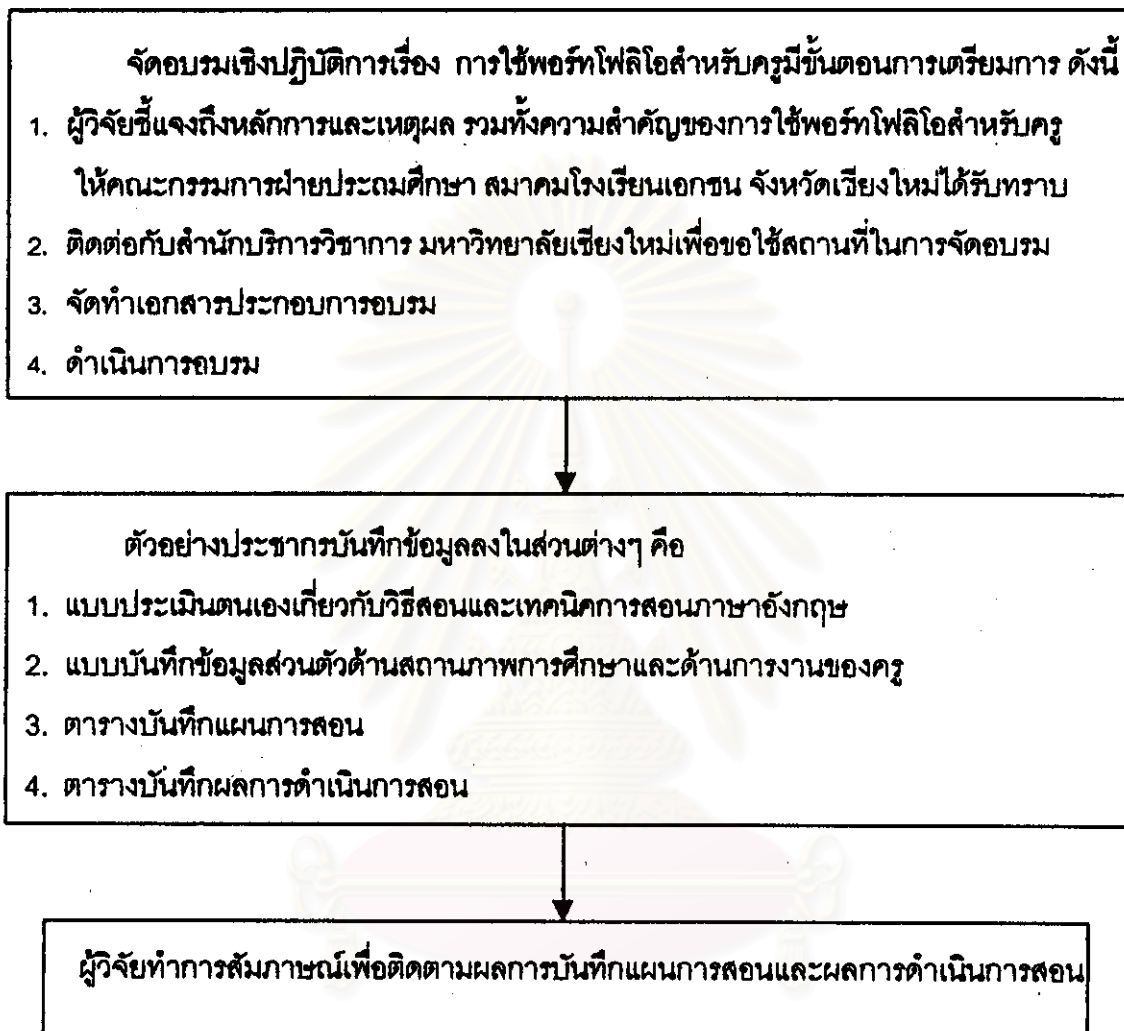 จัดอบรมเชิงปฏิบัติการเรื่อง การใช้พอร์ทโฟลิโอสำหรับครูมีขั้นตอนการเตรียมการ ดังนี้
1. ผู้วิจัยชี้แจงถึงหลักการและเหตุผล รวมทั้งความสำคัญของการใช้พอร์ทโฟลิโอสำหรับครู
ให้คณะกรรมการฝ่ายประถมศึกษา สมาคมโรงเรียนเอกชน จังหวัดเชียงใหม่ได้รับทราบ
2. ติดต่อกับสำนักบริการวิชาการ มหาวิทยาลัยเชียงใหม่เพื่อขอใช้สถานที่ในการจัดอบรม
3. จัดทำเอกสารประกอบการอบรม
4. ดำเนินการอบรม
ตัวอย่างประชากรบันทึกข้อมูลลงในส่วนต่างๆ คือ
1. แบบประเมินตนเองเกี่ยวกับวิธีสอนและเทคนิคการสอนภาษาอังกฤษ
2. แบบบันทึกข้อมูลส่วนตัวด้านสถานภาพการศึกษาและด้านการงานของครู
3. ตารางบันทึกแผนการสอน
4. ตารางบันทึกผลการดำเนินการสอน
ผู้วิจัยทำการสัมภาษณ์เพื่อติดตามผลการบันทึกแผนการสอนและผลการดำเนินการสอน